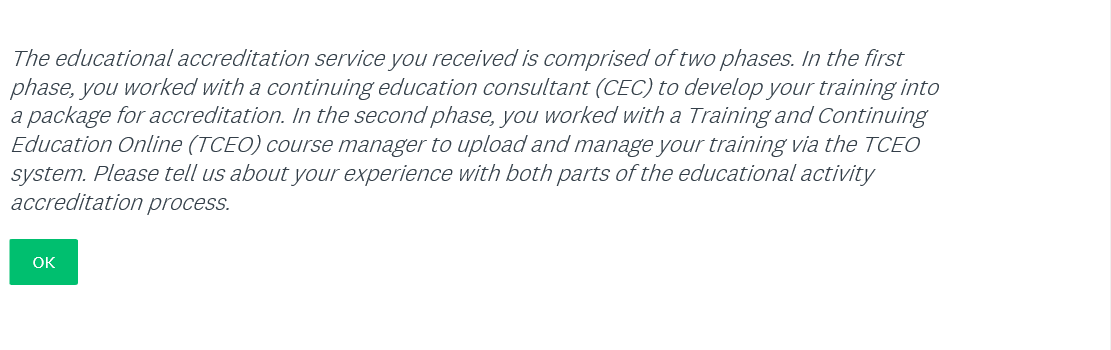 The educational accreditation service you received is comprised of two phases. In the first
phase, you worked with a continuing education consultant (CEC) to develop your training into
a package for accreditation. In the second phase, you worked with a Training and Continuing
Education Online (TCEO) course manager to upload and manage your training via the TCEO
system. Please tell us about your experience with both parts of the educational activity
accreditation process.
OK